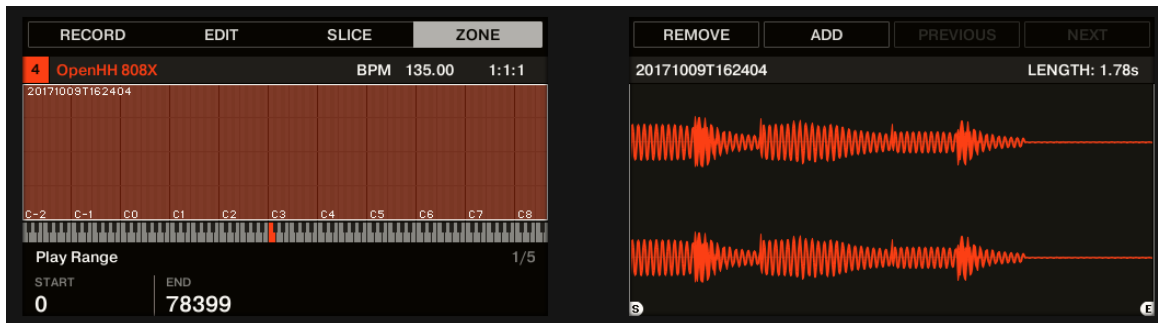 RECORD EDIT SLICE ZONE
4 OpenHH 808X BPM 135.00 1:1:1
20171009T162404
C-2 C-1 C0 C1 C2 C3 C4 C5 C6 C7 C8
Play Range 1/5
START END
0 78399
REMOVE ADD PREVIOUS NEXT
20171009T162404 LENGTH: 1.78s
S E